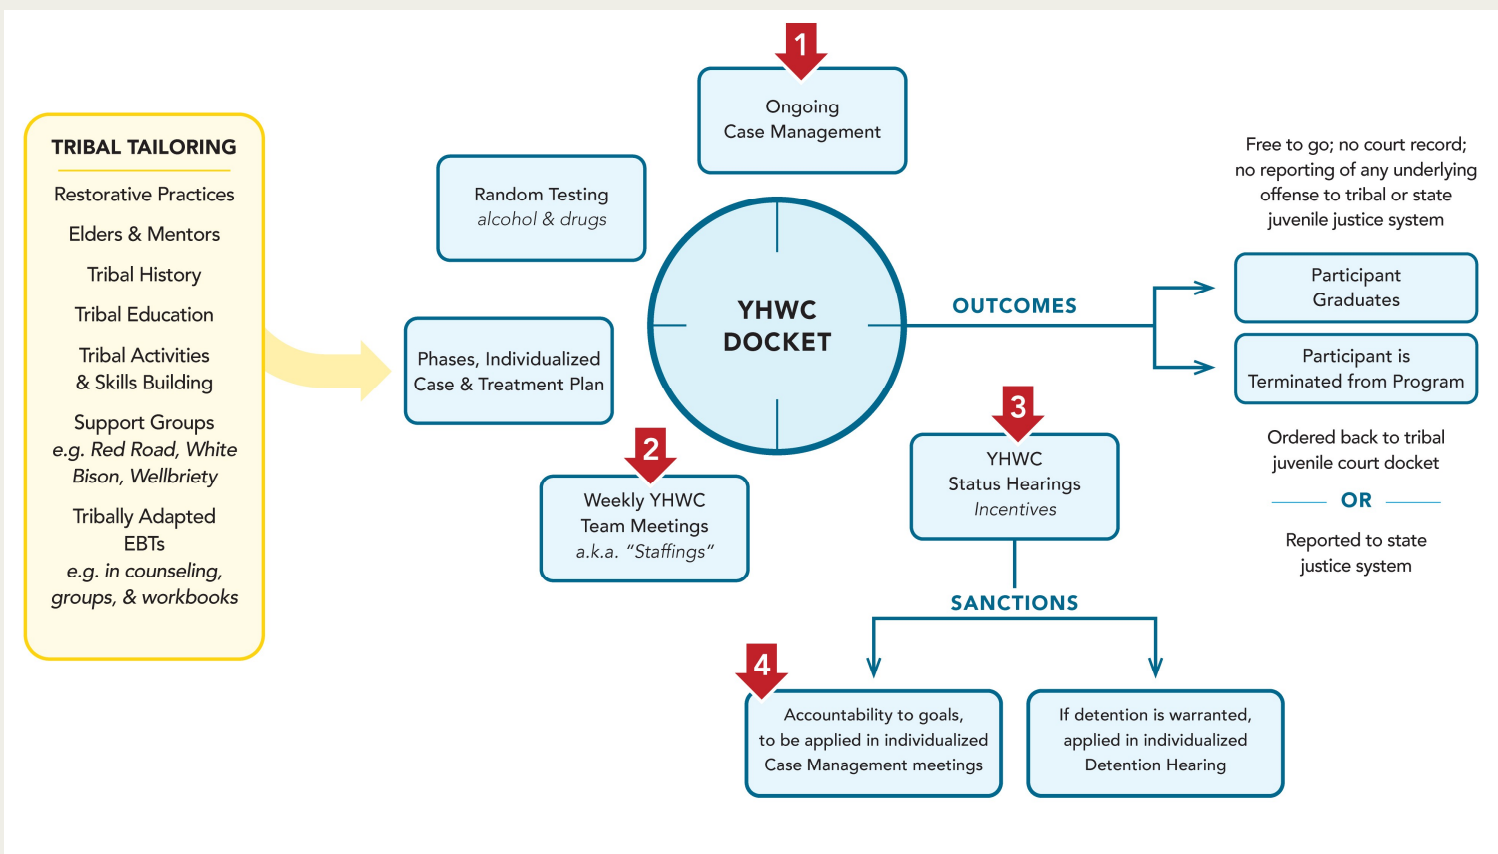 TRIBAL TAILORING
Restorative Practices
Elders & Mentors
Tribal History
Tribal Education
Tribal Activities
& Skills Building
Support Groups
e.g. Red Road, White
Bison, Wellbriety
Tribally Adapted
EBTs
e.g. in counseling,
groups, & workbooks
1
Ongoing
Case Management
Random Testing
alcohol & drugs
Phases, Individualized
Case & Treatment Plan
2
Weekly YHWC
Team Meetings
a.k.a. “Staffings”
YHWC
DOCKET
OUTCOMES
Free to go; no court record;
no reporting of any underlying
offense to tribal or state
juvenile justice system
Participant
Graduates
Participant is
Terminated from Program
Ordered back to tribal
juvenile court docket
OR
Reported to state
justice system
3
YHWC
Status Hearings
Incentives
SANCTIONS
4
Accountability to goals,
to be applied in individualized
Case Management meetings
If detention is warranted,
applied in individualized
Detention Hearing